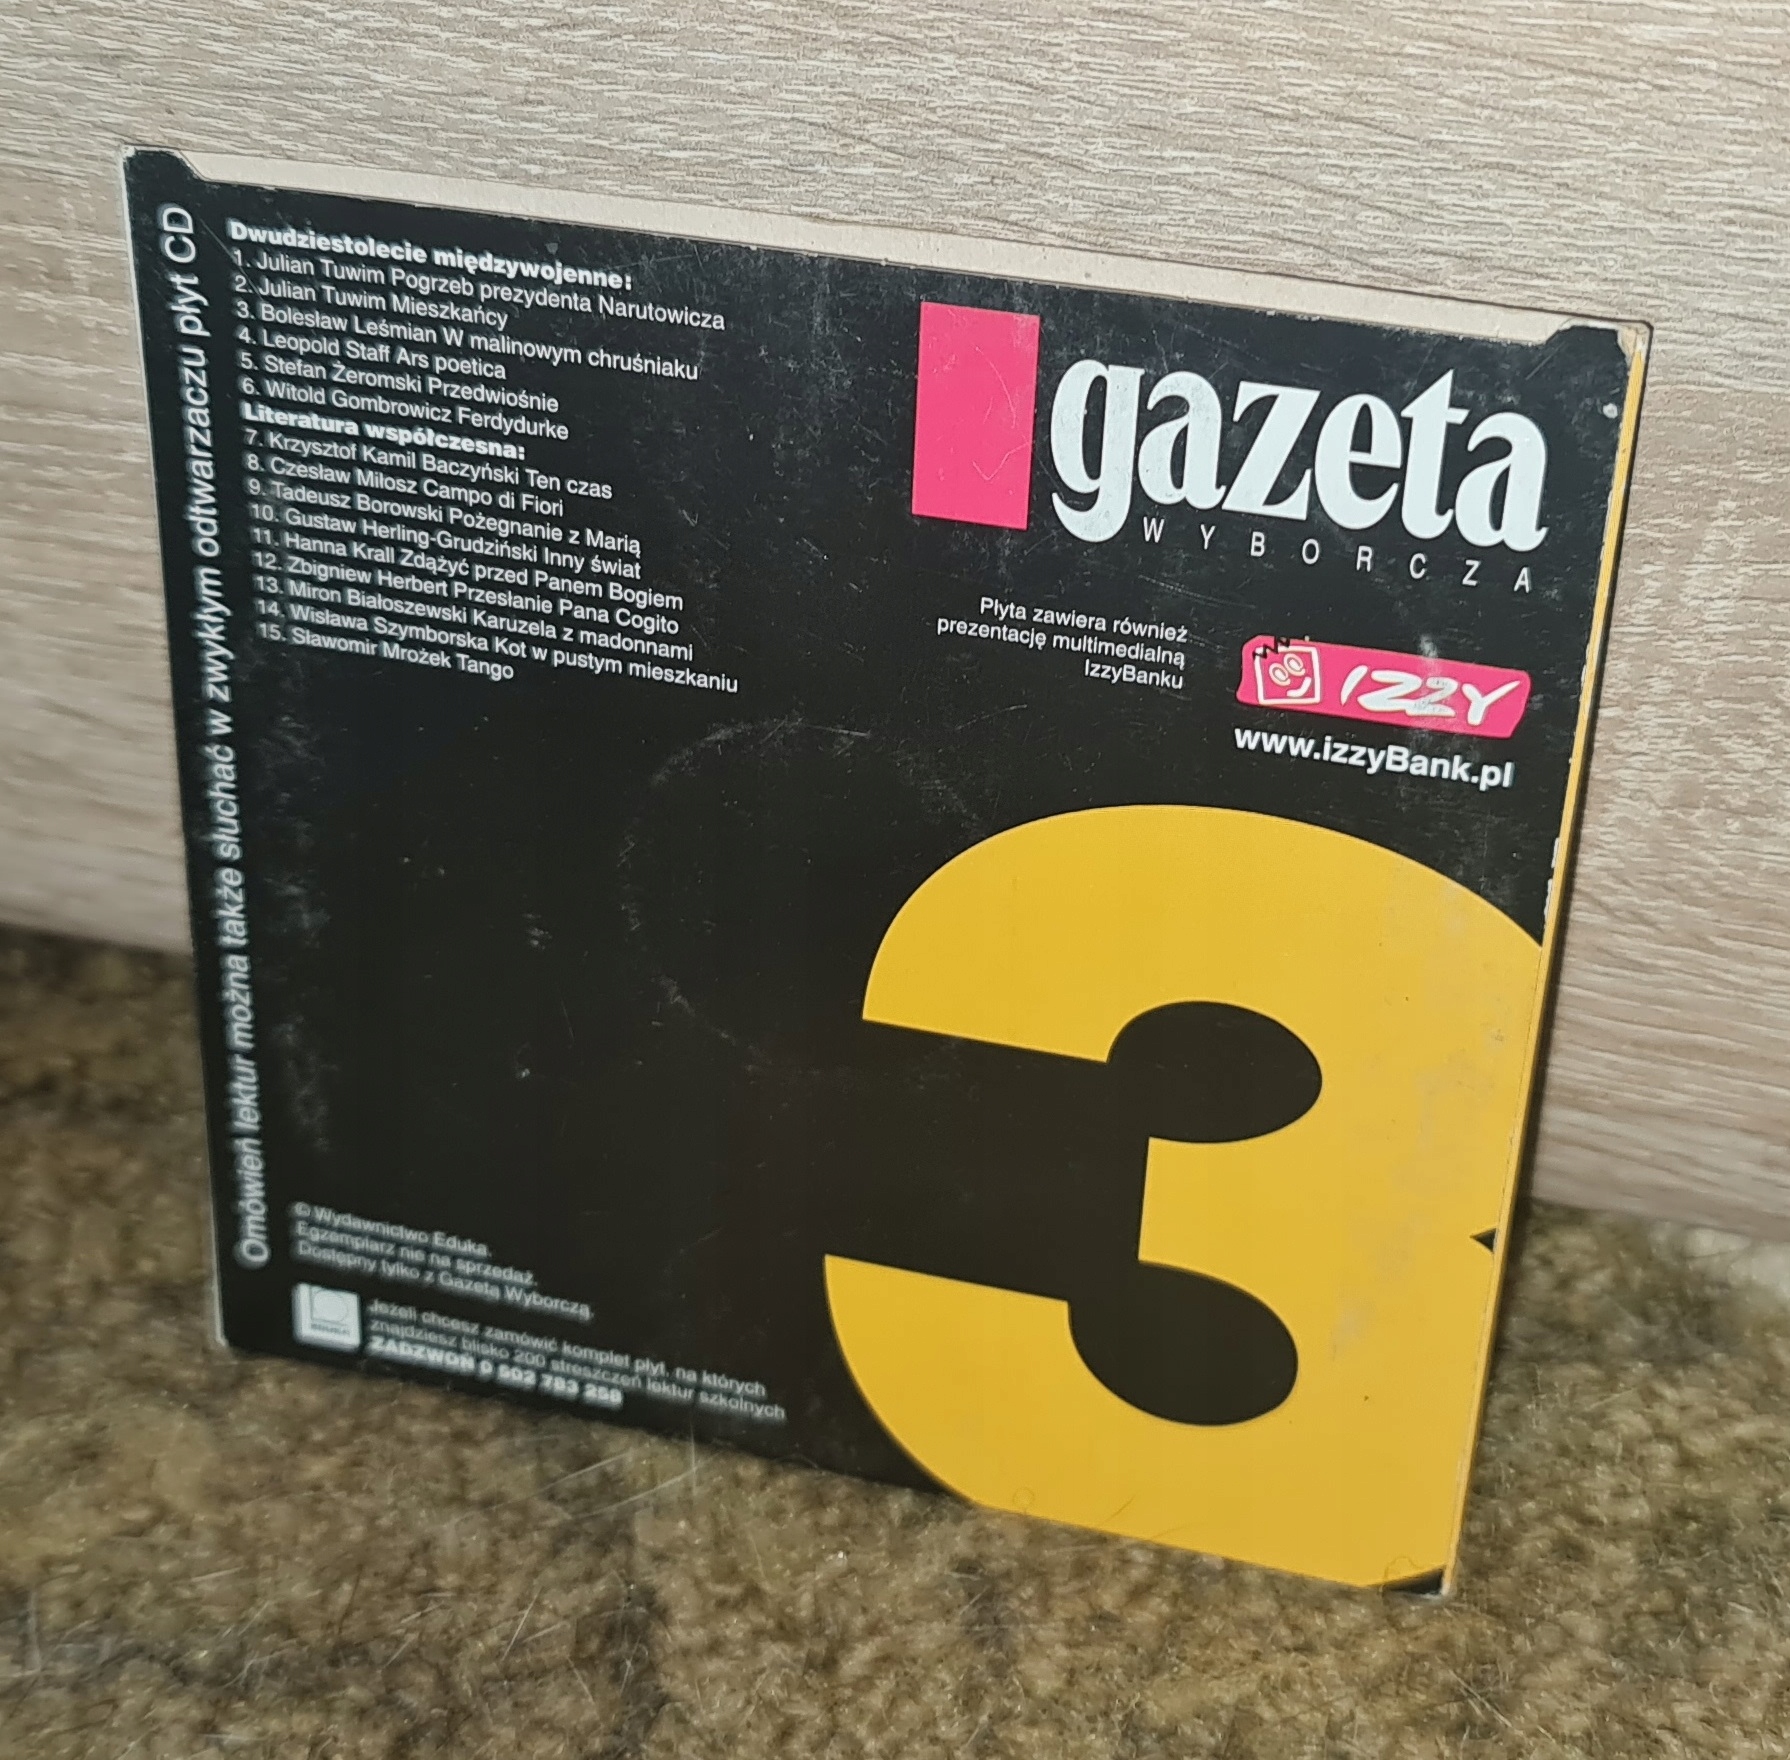 Omówień lektur można także słuchać w zwykłym odtwarzaczu płyt CD
Dwudziestolecie międzywojenne:
1. Julian Tuwim Pogrzeb prezydenta Narutowicza
2. Julian Tuwim Mieszkańcy
3. Bolesław Leśmian W malinowym chruśniaku
4. Leopold Staff Ars poetica
5. Stefan Żeromski Przedwiośnie
6. Witold Gombrowicz Ferdydurke
Literatura współczesna:
7. Krzysztof Kamil Baczyński Ten czas
8. Czesław Miłosz Campo di Fiori
9. Tadeusz Borowski Pożegnanie z Marią
10. Gustaw Herling-Grudziński Inny świat
11. Hanna Krall Zdążyć przed Panem Bogiem
12. Zbigniew Herbert Przesłanie Pana Cogito
13. Miron Białoszewski Karuzela z madonnami
14. Wisława Szymborska Kot w pustym mieszkaniu
15. Sławomir Mrożek Tango
gazeta
WYBORCZA
Płyta zawiera również
prezentację multimedialną
IzzyBanku
IZZY
www.izzyBank.pl
3
© Wydawnictwo Eduka.
Egzemplarz nie na sprzedaż.
Dostępny tylko z Gazetą Wyborczą.
EDUKA
Jeżeli chcesz zamówić komplet płyt, na których
znajdziesz blisko 200 streszczeń lektur szkolnych
ZADZWOŃ 0 502 783 258